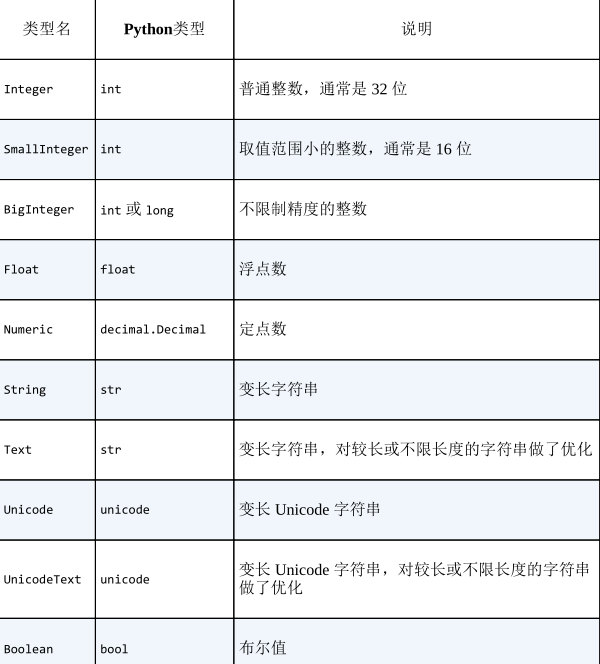 类型名 Python类型 说明
Integer int 普通整数，通常是 32 位
SmallInteger int 取值范围小的整数，通常是 16 位
BigInteger int 或 long 不限制精度的整数
Float float 浮点数
Numeric decimal.Decimal 定点数
String str 变长字符串
Text str 变长字符串，对较长或不限长度的字符串做了优化
Unicode unicode 变长 Unicode 字符串
UnicodeText unicode 变长 Unicode 字符串，对较长或不限长度的字符串
做了优化
Boolean bool 布尔值